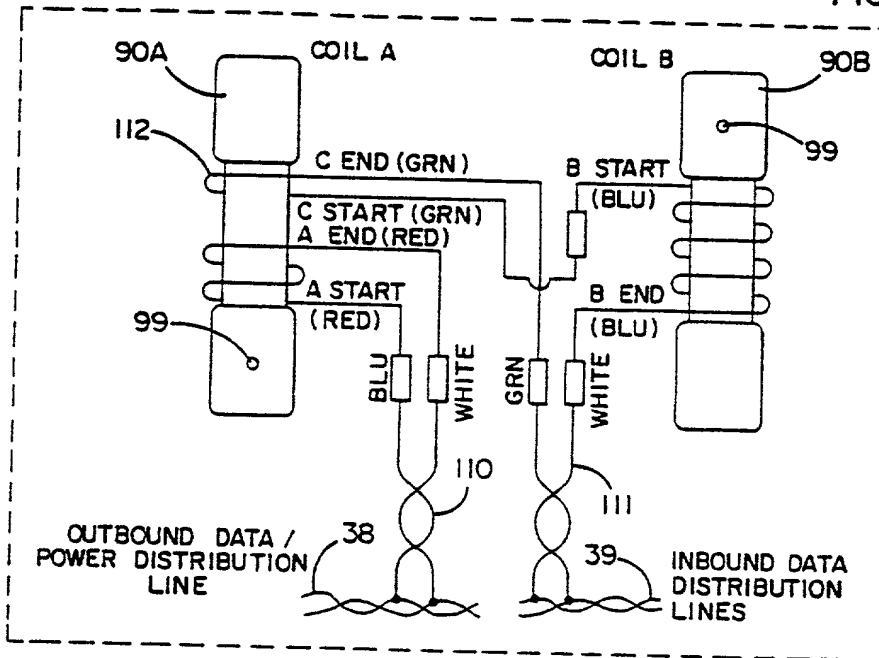 FIG
90A
COIL A
COIL B
90B
112
99
C END (GRN)
B START
(BLU)
C START (GRN)
A END (RED)
A START
(RED)
B END
(BLU)
99
BLU
WHITE
GRN
WHITE
110
111
OUTBOUND DATA /
POWER DISTRIBUTION
LINE
38
39
INBOUND DATA
DISTRIBUTION
LINES